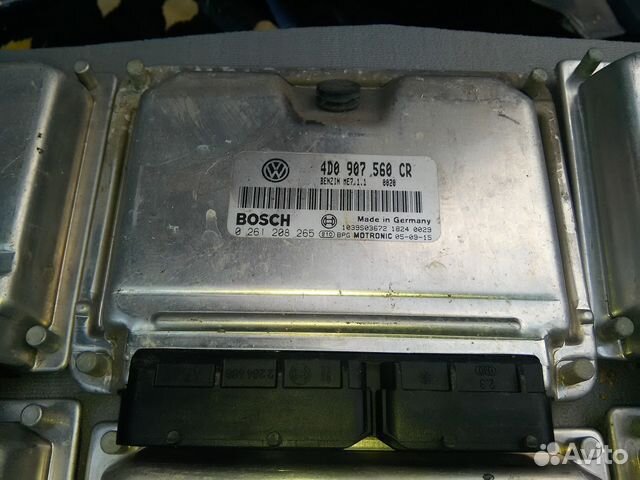 4D0 907 560 CR
BENZIN ME7.1.1 0020
BOSCH
Made in Germany
1039S03672 1824 0029
0 261 208 265 010 BPG MOTRONIC 05-09-15
Avito